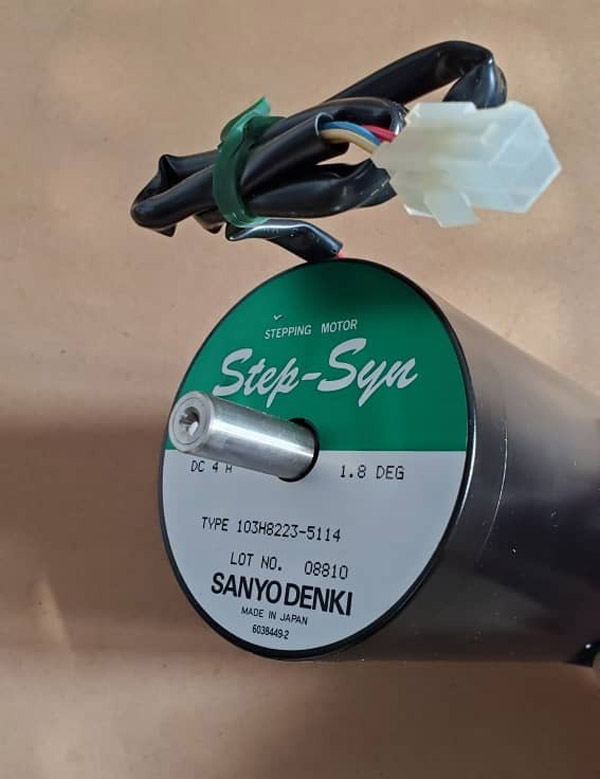 STEPPING MOTOR
Step-Syn
DC 4 A 1.8 DEG
TYPE 103H8223-5114
LOT NO. 08810
SANYO DENKI
MADE IN JAPAN
6038449-2